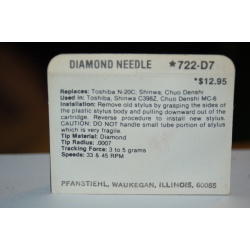 DIAMOND NEEDLE ★722-D7
*$12.95
Replaces: Toshiba N-20C; Shinwa; Chuo Denshi
Used In: Toshiba, Shinwa C398Z, Chuo Denshi MC-6
Installation: Remove old stylus by grasping the sides of
the plastic stylus body and pulling downward out of the
cartridge. Reverse procedure to install new stylus.
CAUTION: DO NOT handle small tube portion of stylus
which is very fragile.
Tip Material: Diamond
Tip Radius: .0007
Tracking Force: 3 to 5 grams
Speeds: 33 & 45 RPM
PFANSTIEHL, WAUKEGAN, ILLINOIS, 60085